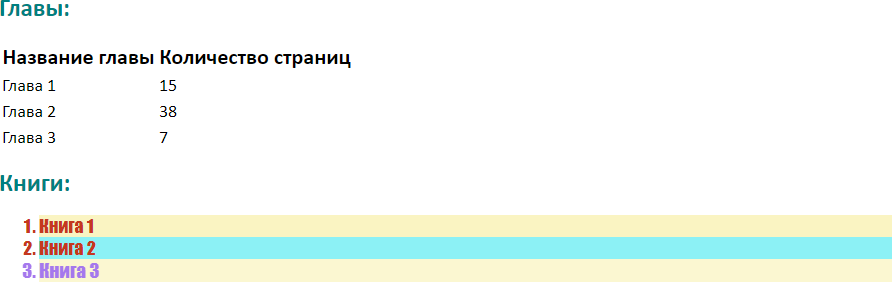 Главы:
Название главы Количество страниц
Глава 1 15
Глава 2 38
Глава 3 7
Книги:
1. Книга 1
2. Книга 2
3. Книга 3